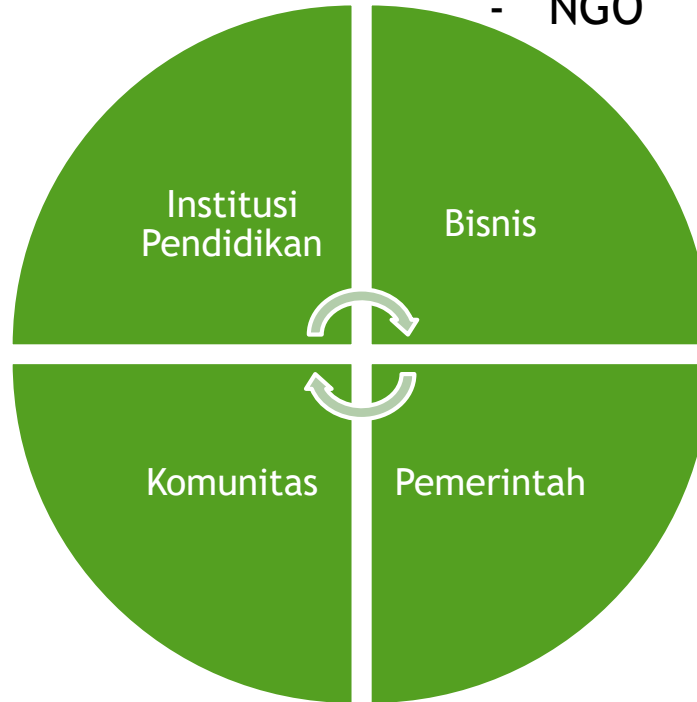 - NGO
Institusi
Pendidikan
Bisnis
Komunitas
Pemerintah